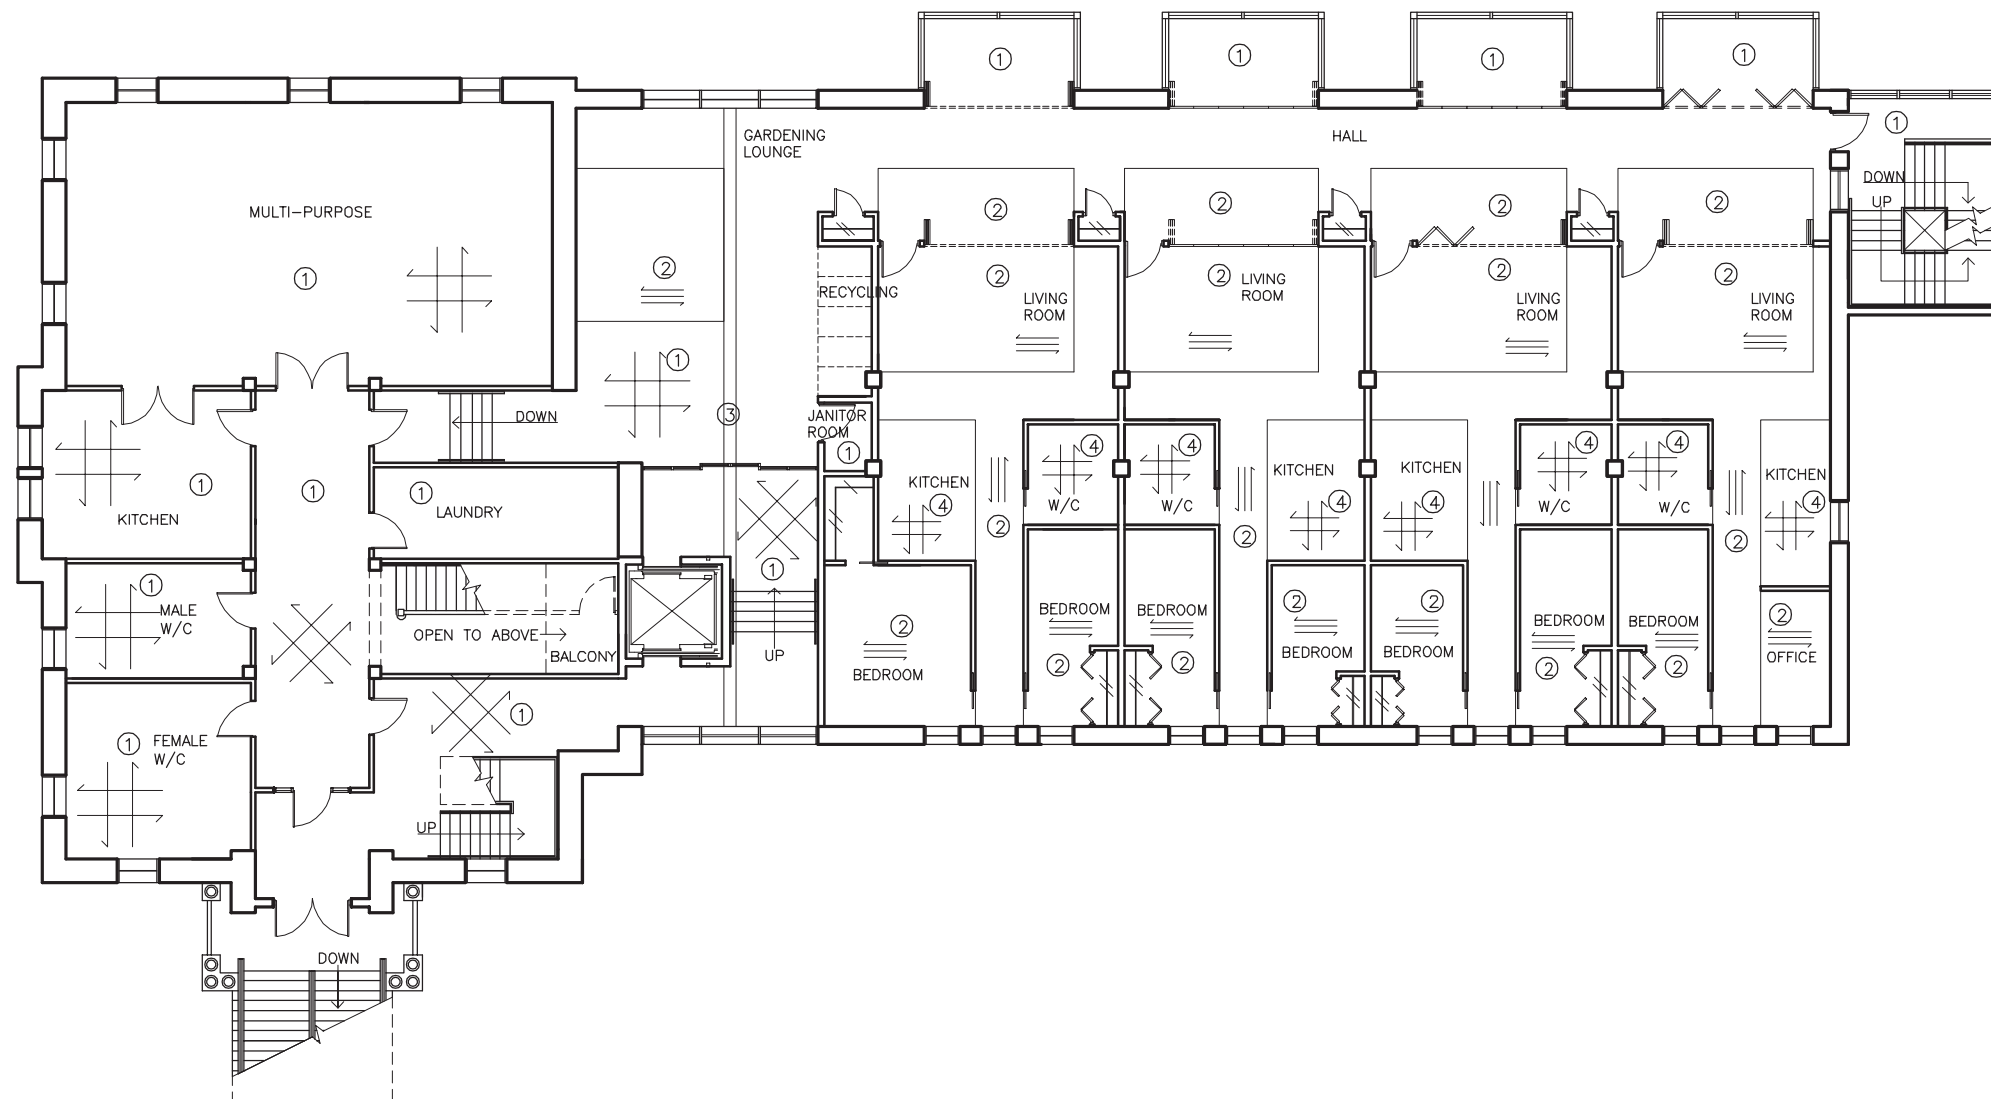 1
1
1
1
1
GARDENING
LOUNGE
HALL
DOWN
UP
MULTI-PURPOSE
2
2
2
2
1
2
2
2
2
2
RECYCLING
LIVING
ROOM
LIVING
ROOM
LIVING
ROOM
LIVING
ROOM
1
3
DOWN
JANITOR
ROOM
1
4
4
4
4
KITCHEN
1
1
1
LAUNDRY
KITCHEN
4
W/C
W/C
KITCHEN
4
KITCHEN
4
W/C
W/C
KITCHEN
4
2
2
2
1
1
MALE
W/C
OPEN TO ABOVE
BALCONY
UP
2
BEDROOM
BEDROOM
2
BEDROOM
2
2
BEDROOM
2
BEDROOM
BEDROOM
2
BEDROOM
2
2
OFFICE
1
1
FEMALE
W/C
UP
DOWN